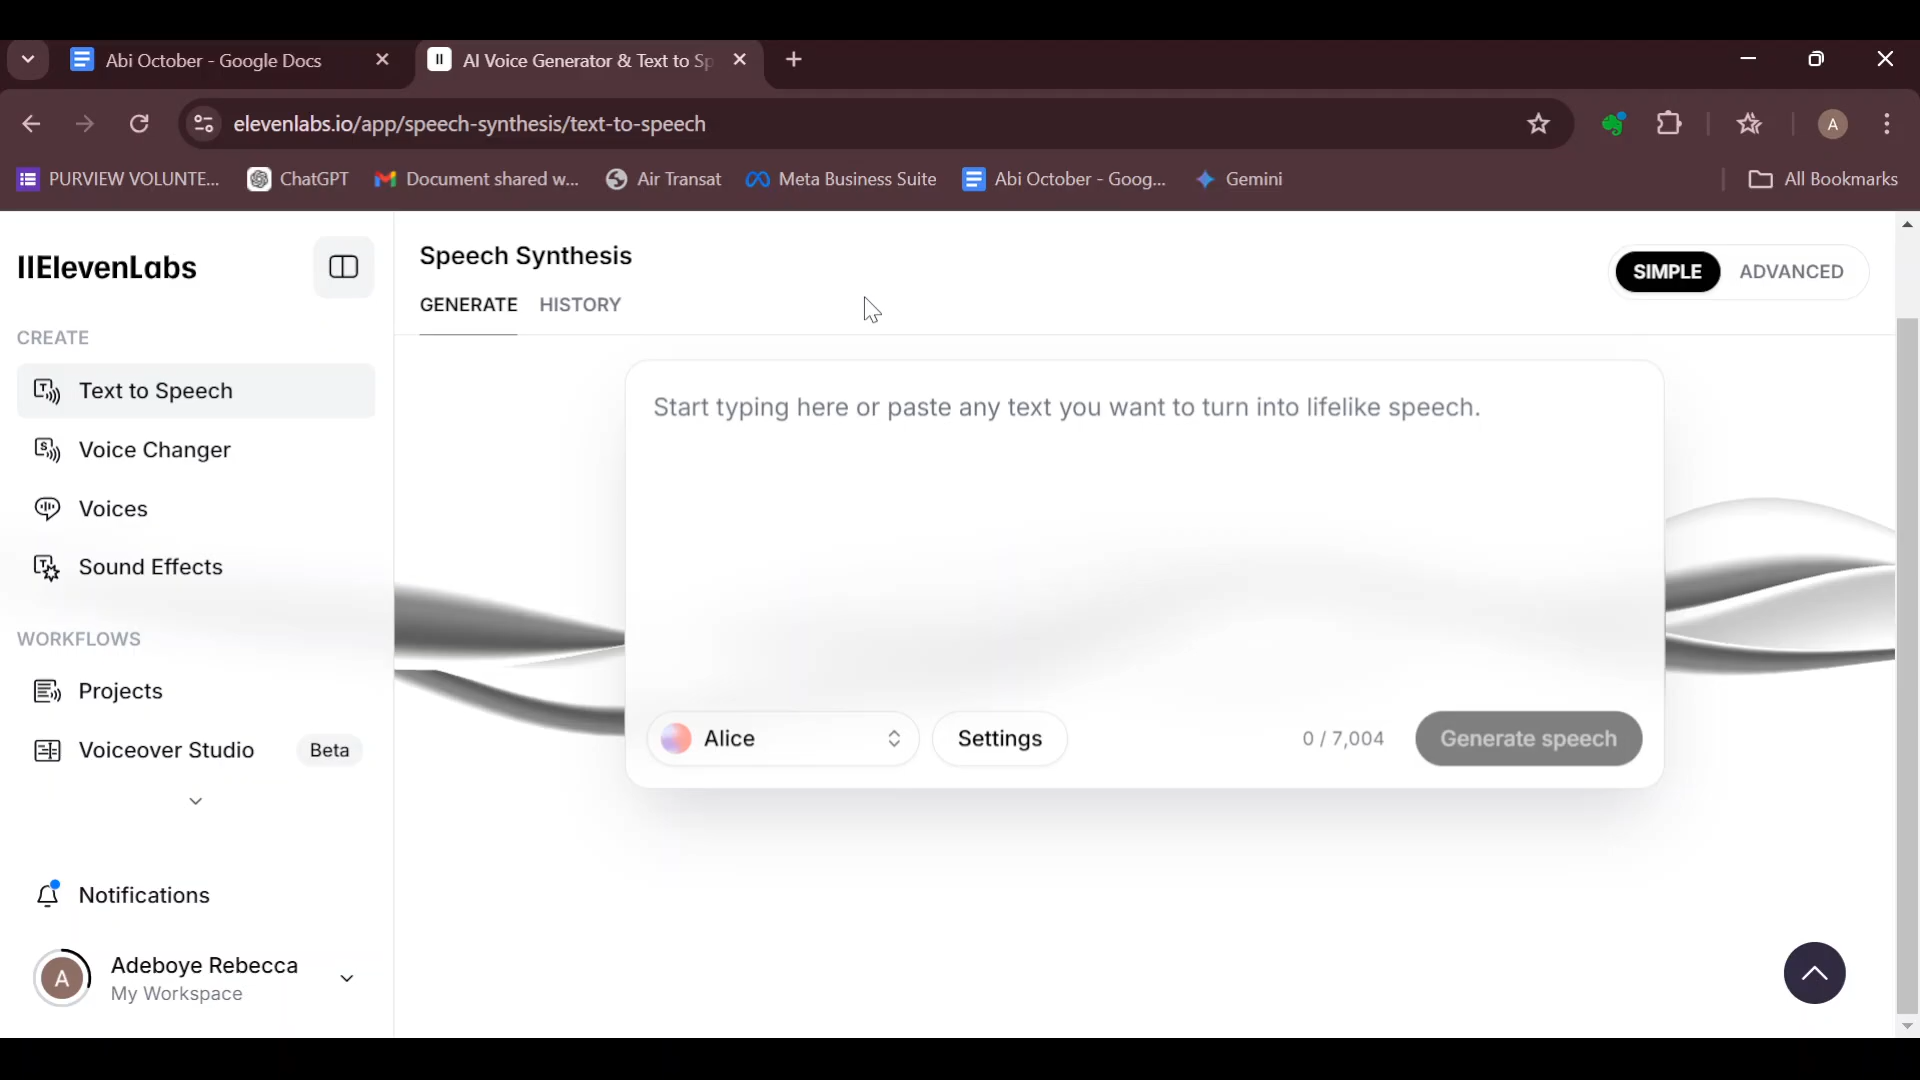 Abi October - Google Docs
AI Voice Generator & Text to Sp
elevenlabs.io/app/speech-synthesis/text-to-speech
A
PURVIEW VOLUNTE...
ChatGPT
Document shared w...
Air Transat
Meta Business Suite
Abi October - Goog...
Gemini
All Bookmarks
IIElevenLabs
CREATE
Text to Speech
Voice Changer
Voices
Sound Effects
WORKFLOWS
Projects
Voiceover Studio Beta
Notifications
A
Adeboye Rebecca
My Workspace
Speech Synthesis
GENERATE HISTORY
SIMPLE ADVANCED
Start typing here or paste any text you want to turn into lifelike speech.
Alice Settings 0 / 7,004 Generate speech